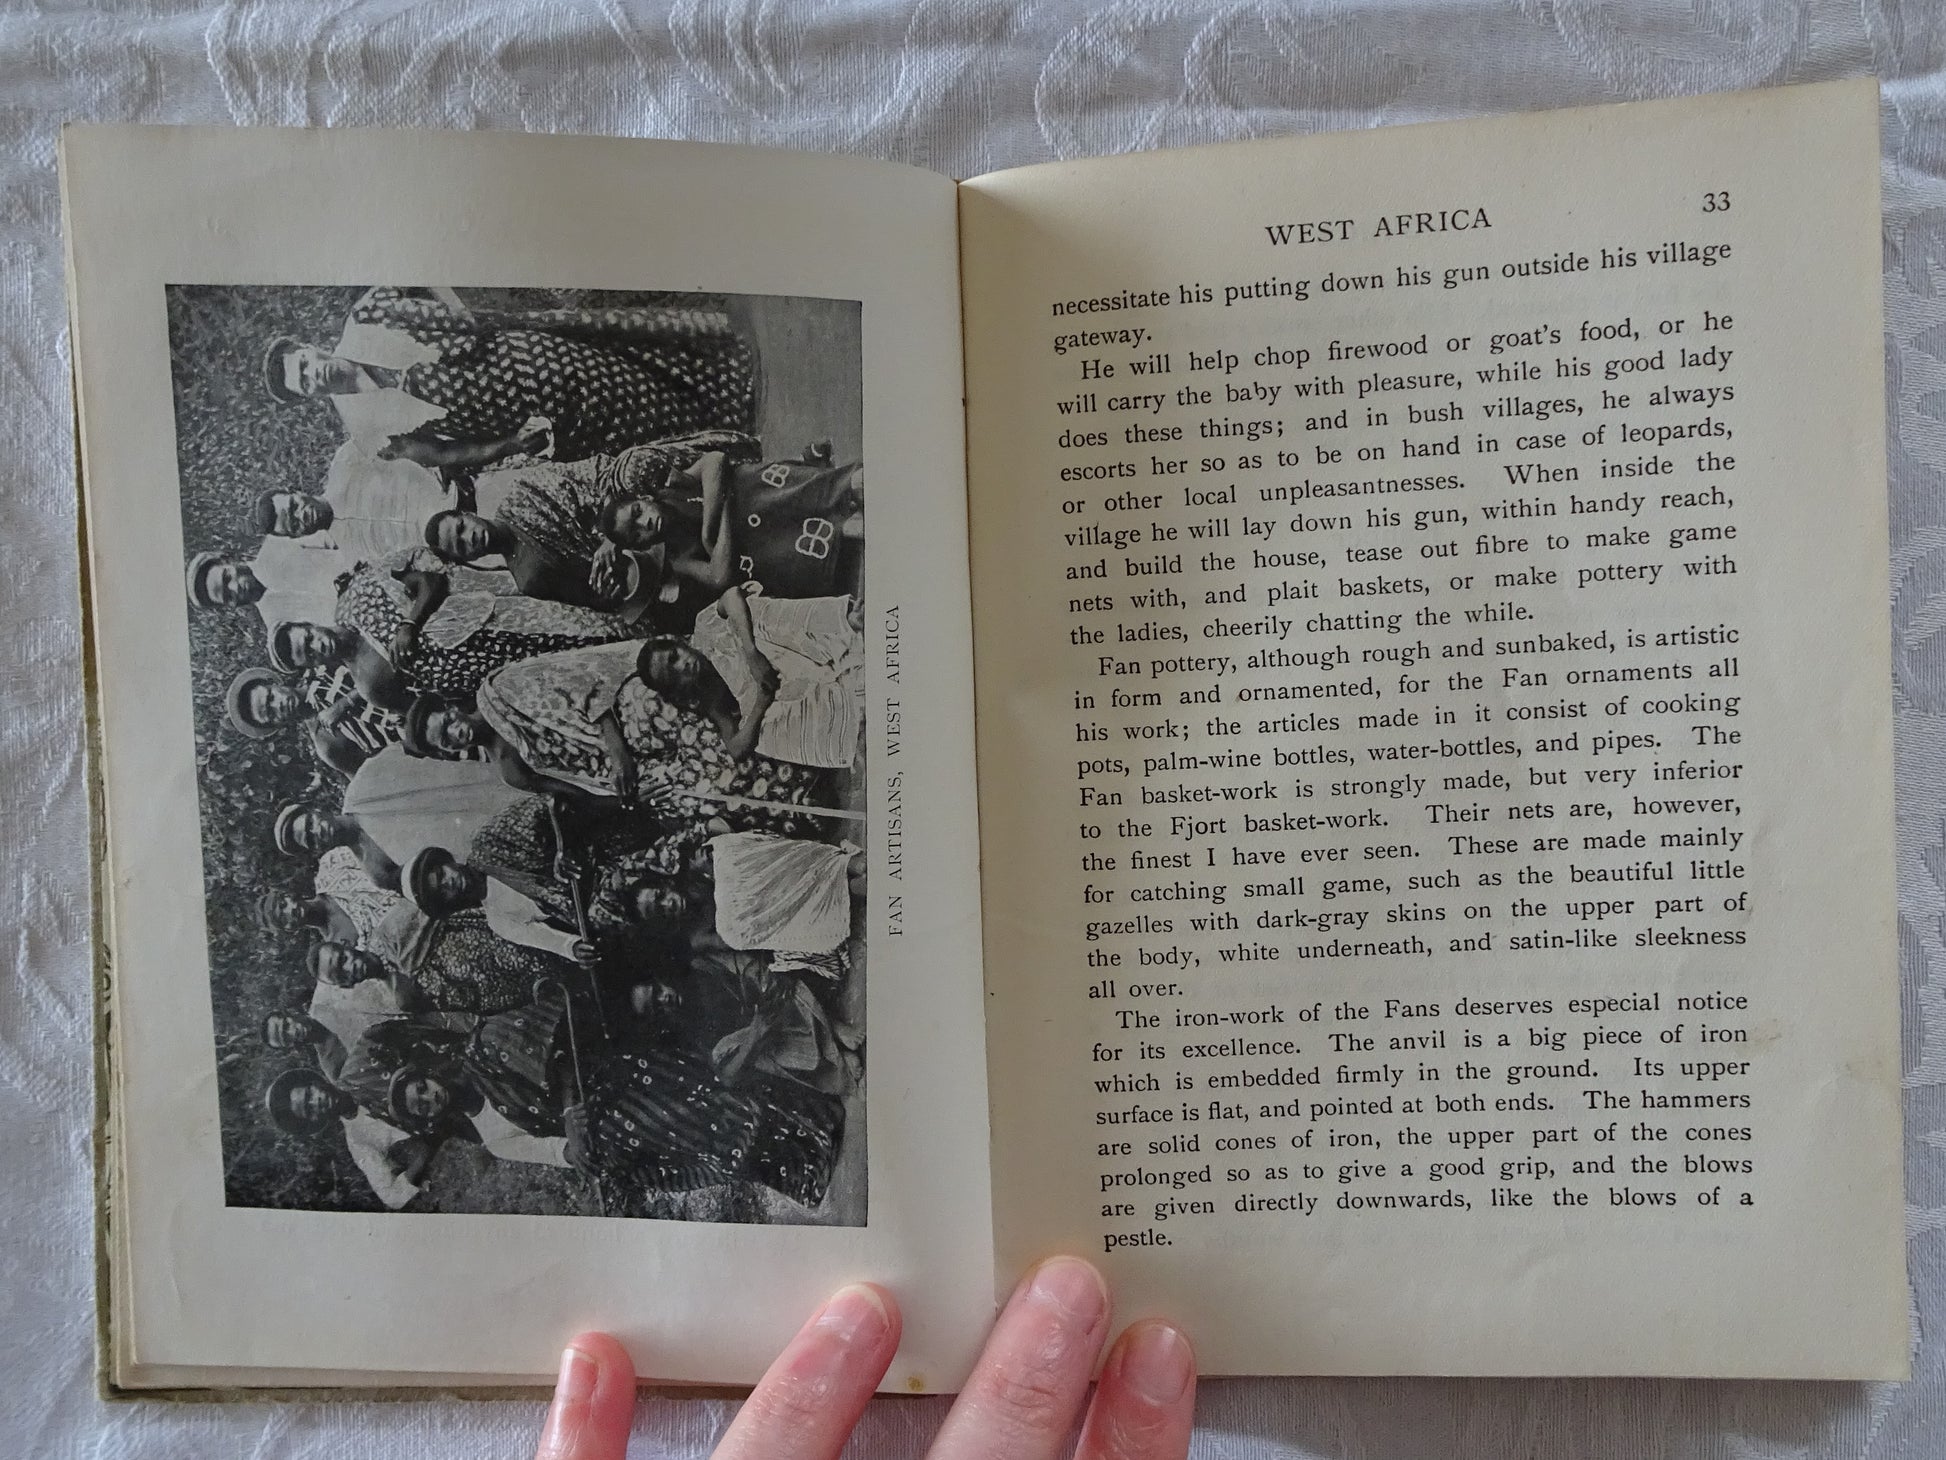 FAN ARTISANS, WEST AFRICA
WEST AFRICA 33
necessitate his putting down his gun outside his village
gateway.
He will help chop firewood or goat's food, or he
will carry the baby with pleasure, while his good lady
does these things; and in bush villages, he always
escorts her so as to be on hand in case of leopards,
or other local unpleasantnesses. When inside the
village he will lay down his gun, within handy reach,
and build the house, tease out fibre to make game
nets with, and plait baskets, or make pottery with
the ladies, cheerily chatting the while.
Fan pottery, although rough and sunbaked, is artistic
in form and ornamented, for the Fan ornaments all
his work; the articles made in it consist of cooking
pots, palm-wine bottles, water-bottles, and pipes. The
Fan basket-work is strongly made, but very inferior
to the Fjort basket-work. Their nets are, however,
the finest I have ever seen. These are made mainly
for catching small game, such as the beautiful little
gazelles with dark-gray skins on the upper part of
the body, white underneath, and satin-like sleekness
all over.
The iron-work of the Fans deserves especial notice
for its excellence. The anvil is a big piece of iron
which is embedded firmly in the ground. Its upper
surface is flat, and pointed at both ends. The hammers
are solid cones of iron, the upper part of the cones
prolonged so as to give a good grip, and the blows
are given directly downwards, like the blows of a
pestle.